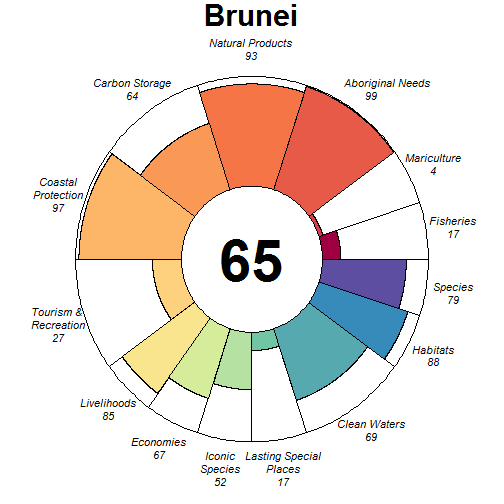 Brunei
Natural Products
93
Carbon Storage
64
Aboriginal Needs
99
Mariculture
4
Coastal
Protection
97
Fisheries
17
65
Species
79
Tourism &
Recreation
27
Habitats
88
Livelihoods
85
Clean Waters
69
Economies
67
Iconic
Species
52
Lasting Special
Places
17